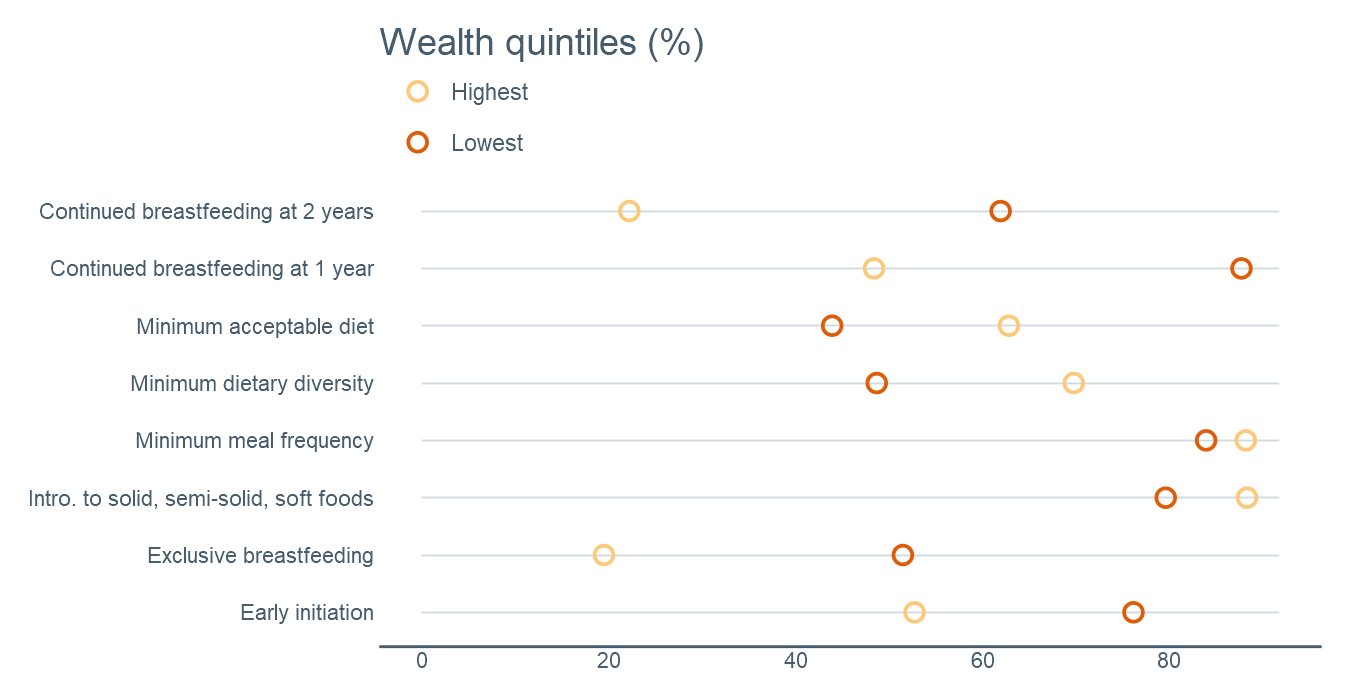 Wealth quintiles (%)
Highest
Lowest
Continued breastfeeding at 2 years
Continued breastfeeding at 1 year
Minimum acceptable diet
Minimum dietary diversity
Minimum meal frequency
Intro. to solid, semi-solid, soft foods
Exclusive breastfeeding
Early initiation
0 20 40 60 80